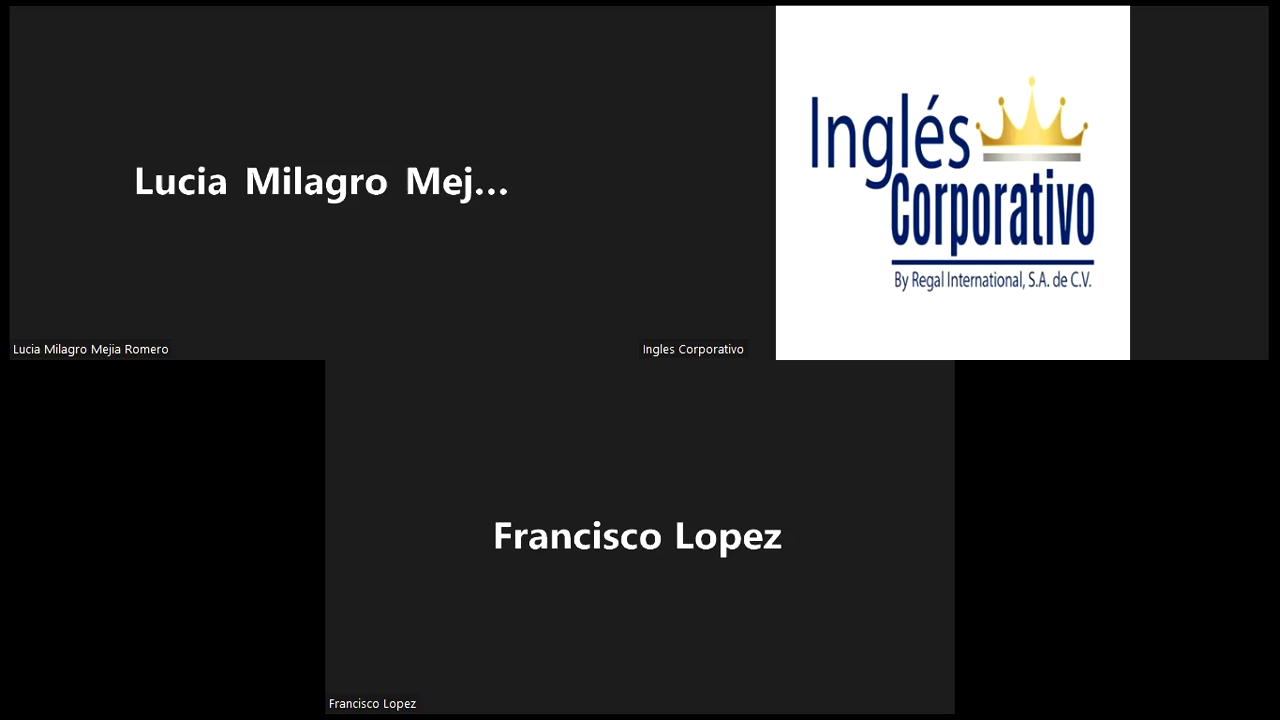 Lucia Milagro Mej...
Lucia Milagro Mejia Romero
Inglés
Corporativo
By Regal International, S.A. de C.V.
Ingles Corporativo
Francisco Lopez
Francisco Lopez